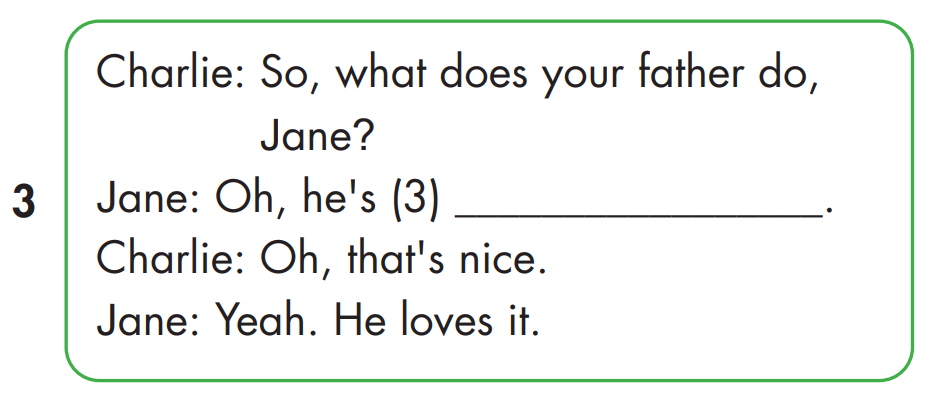 Charlie: So, what does your father do,
Jane?
3 Jane: Oh, he's (3) _________________.
Charlie: Oh, that's nice.
Jane: Yeah. He loves it.